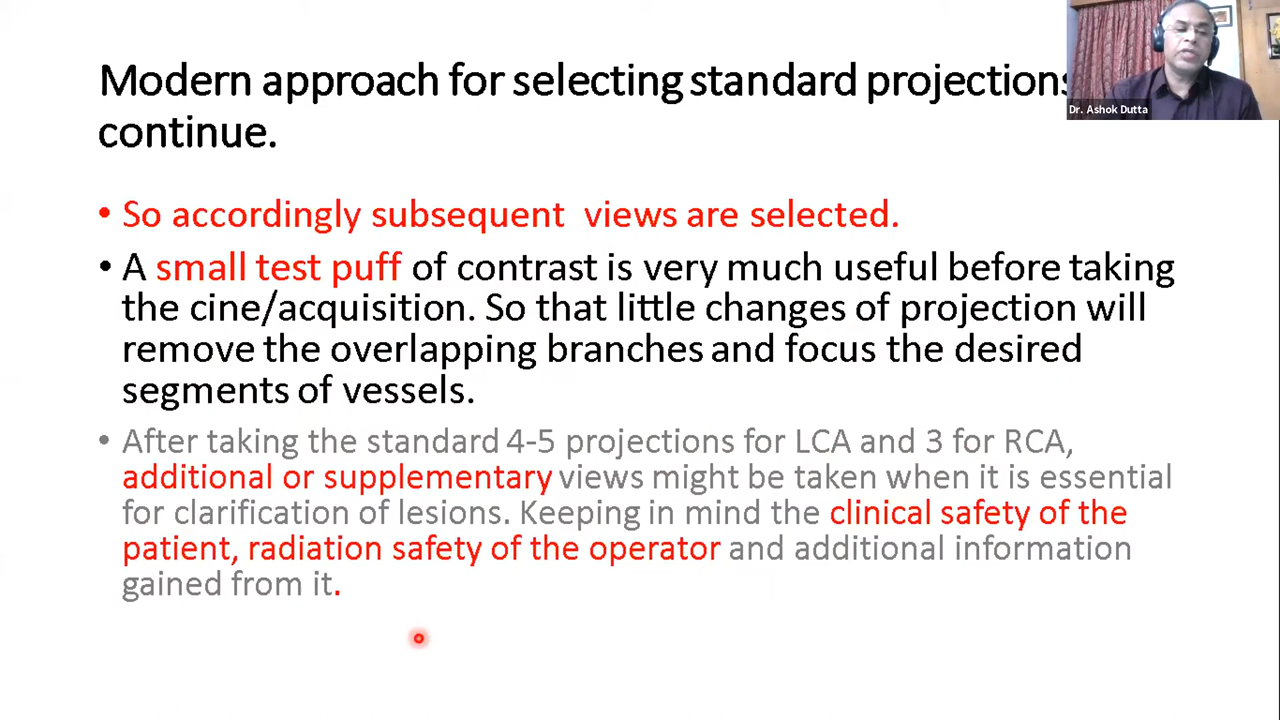 Modern approach for selecting standard projections
continue.
Dr. Ashok Dutta
• So accordingly subsequent views are selected.
• A small test puff of contrast is very much useful before taking
the cine/acquisition. So that little changes of projection will
remove the overlapping branches and focus the desired
segments of vessels.
• After taking the standard 4-5 projections for LCA and 3 for RCA,
additional or supplementary views might be taken when it is essential
for clarification of lesions. Keeping in mind the clinical safety of the
patient, radiation safety of the operator and additional information
gained from it.